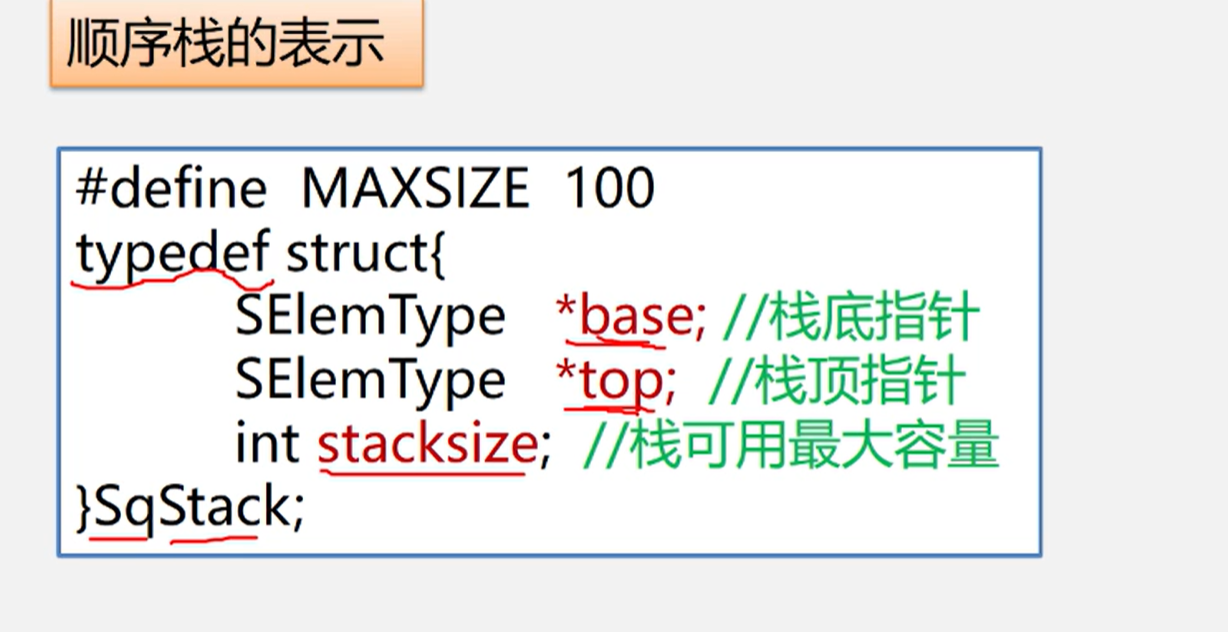 顺序栈的表示
#define MAXSIZE 100
typedef struct{
SElemType *base; //栈底指针
SElemType *top; //栈顶指针
int stacksize; //栈可用最大容量
}SqStack;